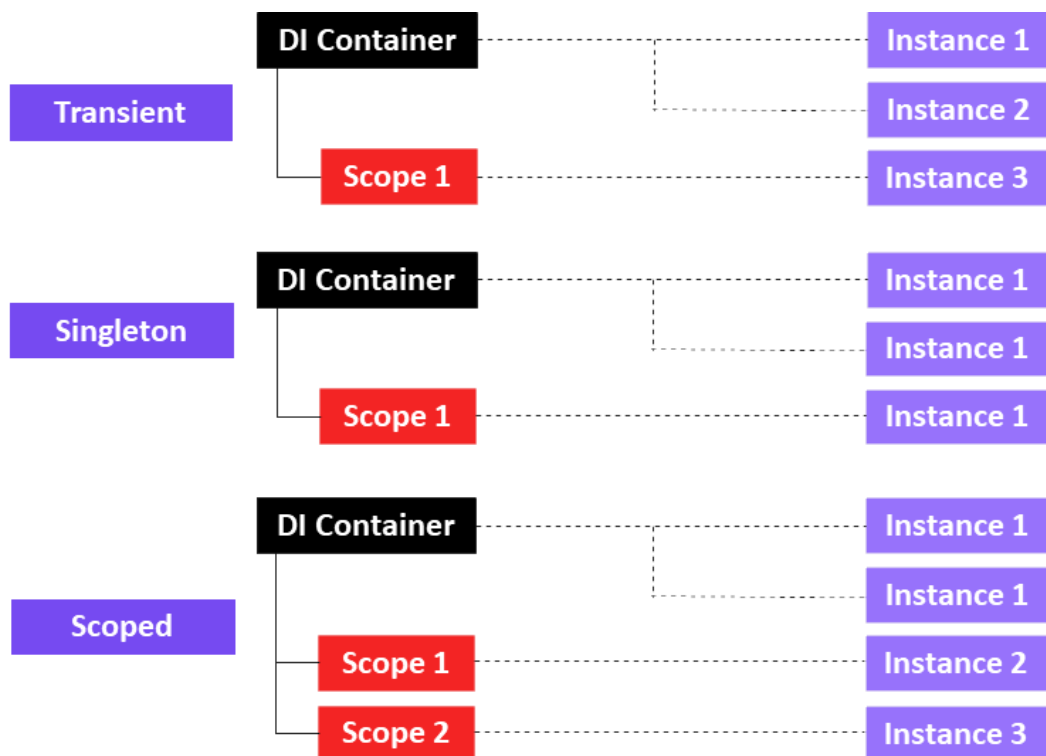 DI Container
Instance 1
Transient
Instance 2
Scope 1
Instance 3
DI Container
Instance 1
Singleton
Instance 1
Scope 1
Instance 1
DI Container
Instance 1
Instance 1
Scoped
Scope 1
Instance 2
Scope 2
Instance 3